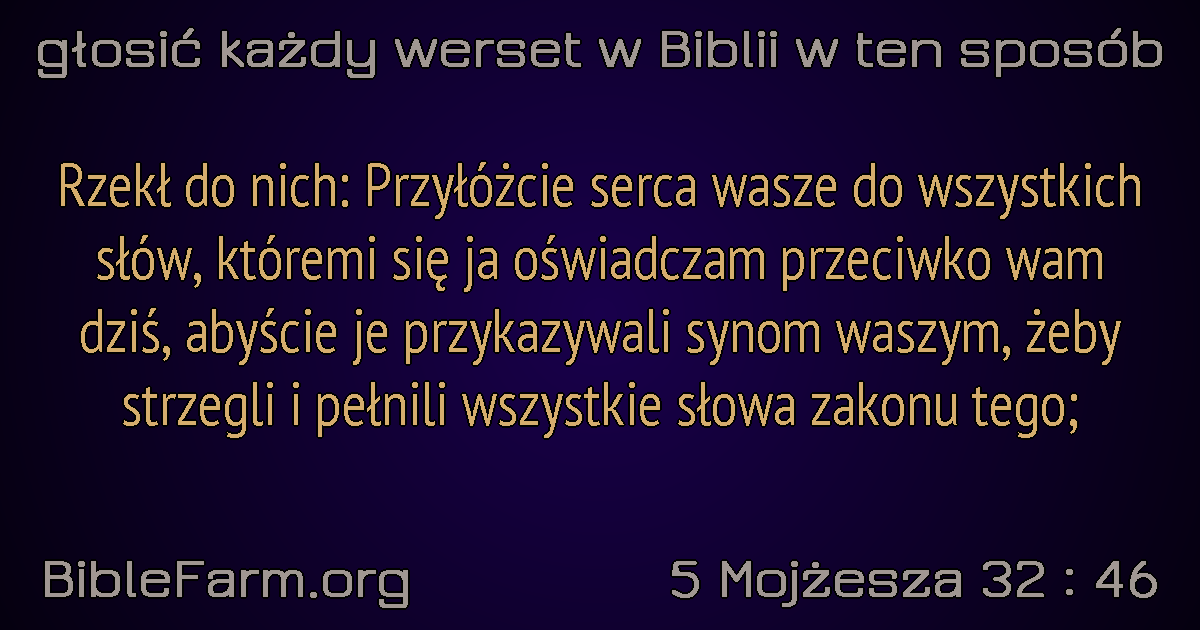 głosić każdy werset w Biblii w ten sposób
Rzekł do nich: Przyłóżcie serca wasze do wszystkich
słów, któremi się ja oświadczam przeciwko wam
dziś, abyście je przykazywali synom waszym, żeby
strzegli i pełnili wszystkie słowa zakonu tego;
BibleFarm.org
5 Mojżesza 32 : 46